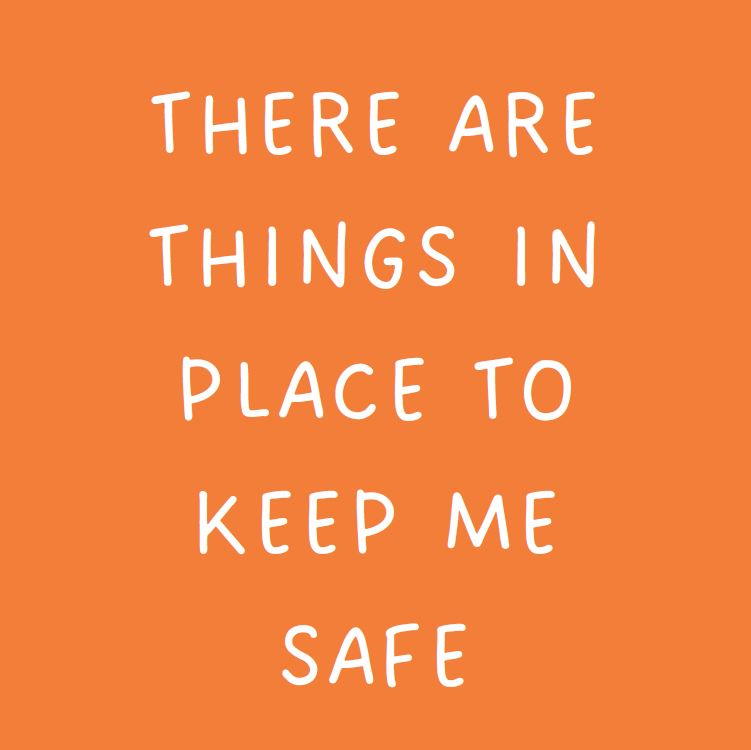 THERE ARE
THINGS IN
PLACE TO
KEEP ME
SAFE